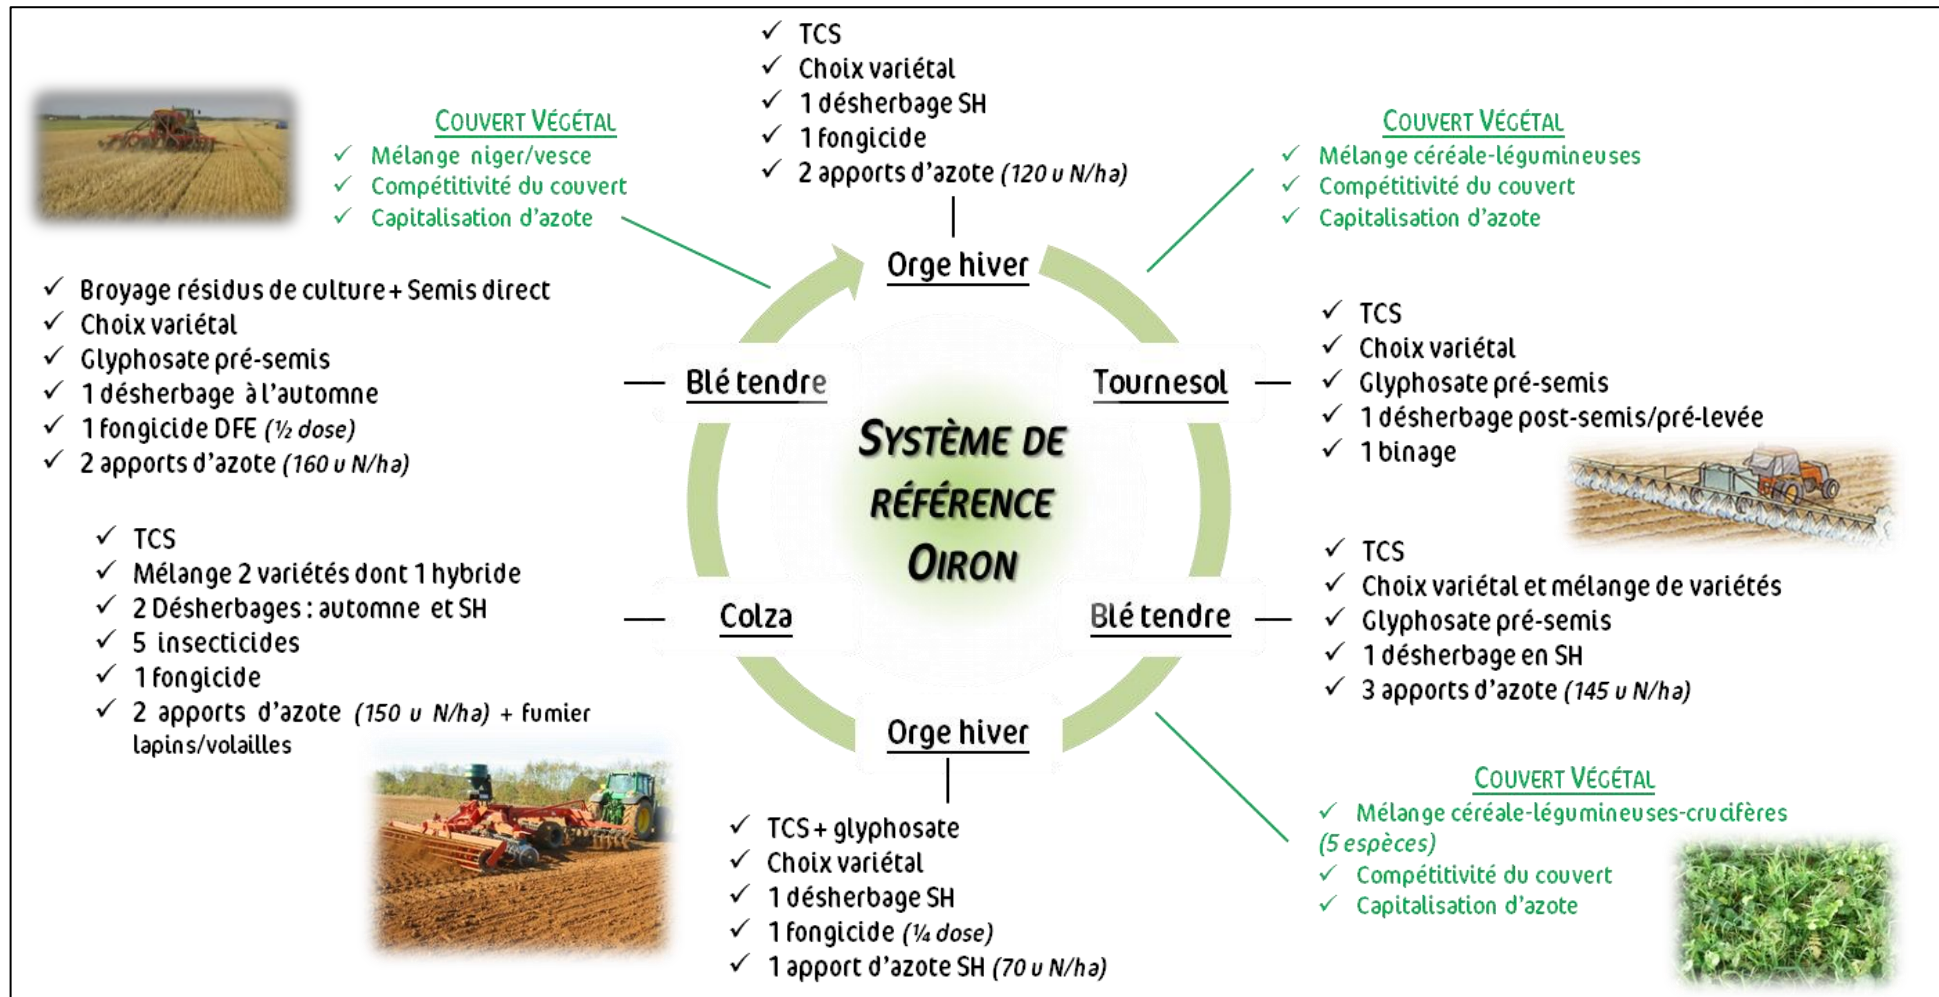 TCS
Choix variétal
1 désherbage SH
1 fongicide
2 apports d'azote (120 u N/ha)
COUVERT VÉGÉTAL
Mélange niger/vesce
Compétitivité du couvert
Capitalisation d'azote
COUVERT VÉGÉTAL
Mélange céréale-légumineuses
Compétitivité du couvert
Capitalisation d'azote
Orge hiver
Broyage résidus de culture + Semis direct
Choix variétal
Glyphosate pré-semis
1 désherbage à l'automne
1 fongicide DFE (½ dose)
2 apports d'azote (160 u N/ha)
Blé tendre
Tournesol
TCS
Choix variétal
Glyphosate pré-semis
1 désherbage post-semis/pré-levée
1 binage
SYSTÈME DE
RÉFÉRENCE
OIRON
TCS
Mélange 2 variétés dont 1 hybride
2 Désherbages : automne et SH
5 insecticides
1 fongicide
2 apports d'azote (150 u N/ha) + fumier
lapins/volailles
Colza
Blé tendre
TCS
Choix variétal et mélange de variétés
Glyphosate pré-semis
1 désherbage en SH
3 apports d'azote (145 u N/ha)
Orge hiver
TCS + glyphosate
Choix variétal
1 désherbage SH
1 fongicide (¼ dose)
1 apport d'azote SH (70 u N/ha)
COUVERT VÉGÉTAL
Mélange céréale-légumineuses-crucifères
(5 espèces)
Compétitivité du couvert
Capitalisation d'azote